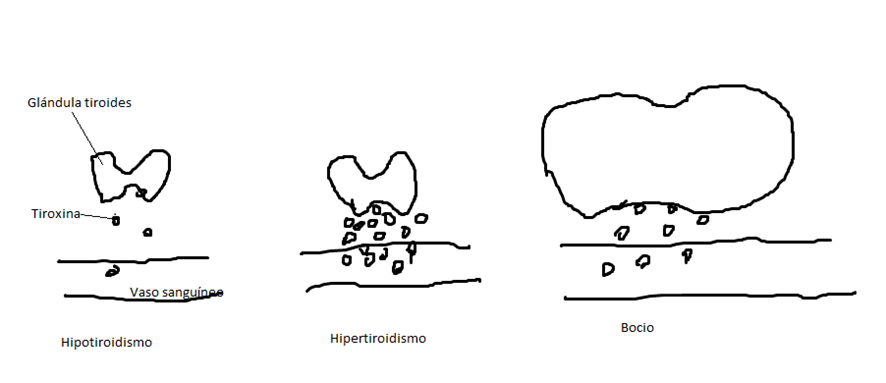 Glándula tiroides
Tiroxina
Vaso sanguíneo
Hipotiroidismo
Hipertiroidismo
Bocio